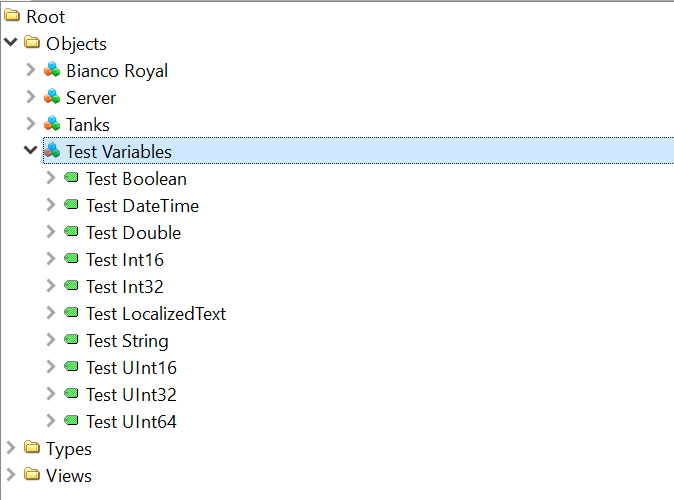 Root
Objects
Bianco Royal
Server
Tanks
Test Variables
Test Boolean
Test DateTime
Test Double
Test Int16
Test Int32
Test LocalizedText
Test String
Test UInt16
Test UInt32
Test UInt64
Types
Views